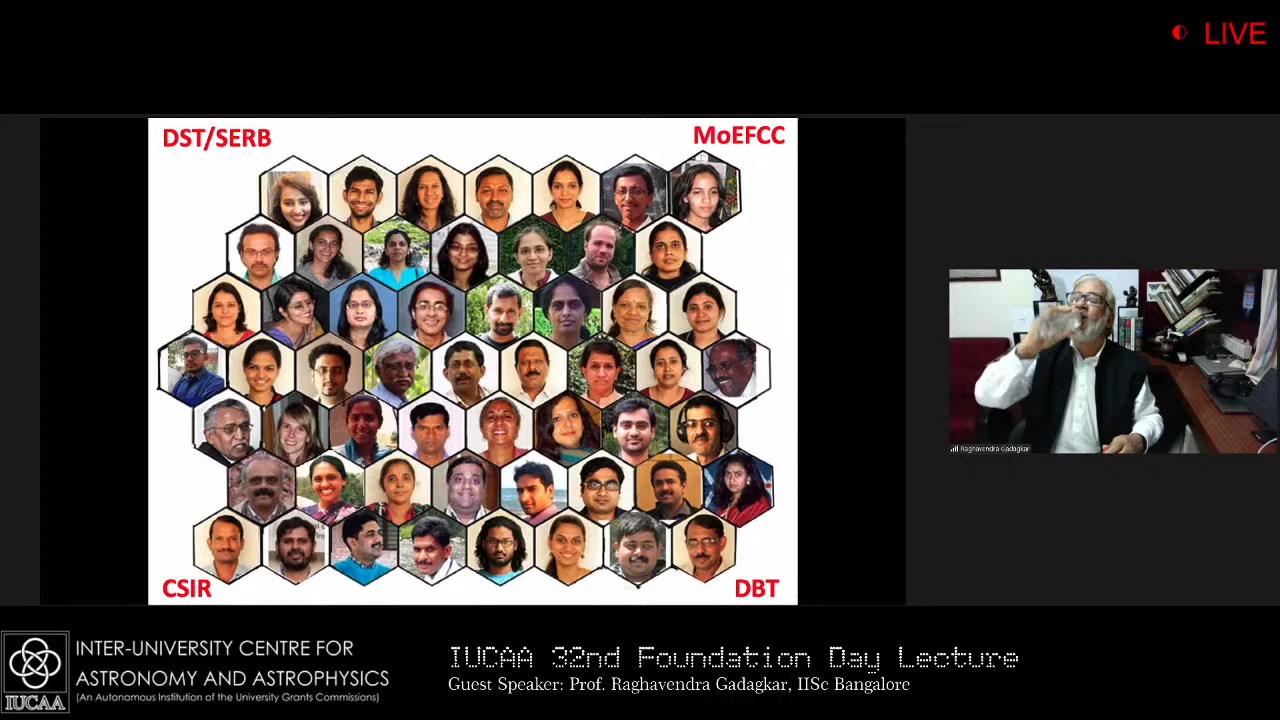 LIVE
DST/SERB
MoEFCC
CSIR
DBT
Raghavendra Gadagkar
IUCAA
INTER-UNIVERSITY CENTRE FOR
ASTRONOMY AND ASTROPHYSICS
(An Autonomous Institution of the University Grants Commissions)
IUCAA 32nd Foundation Day Lecture
Guest Speaker: Prof. Raghavendra Gadagkar, IISc Bangalore